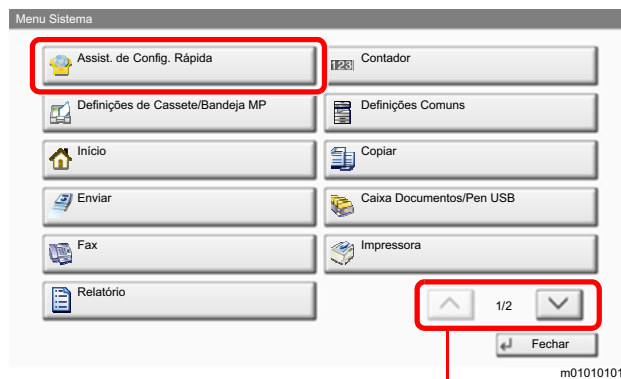 Menu Sistema
Assist. de Config. Rápida
123 Contador
Definições de Cassete/Bandeja MP
Definições Comuns
Início
Copiar
Enviar
Caixa Documentos/Pen USB
Fax
Impressora
Relatório
1/2
Fechar
m01010101